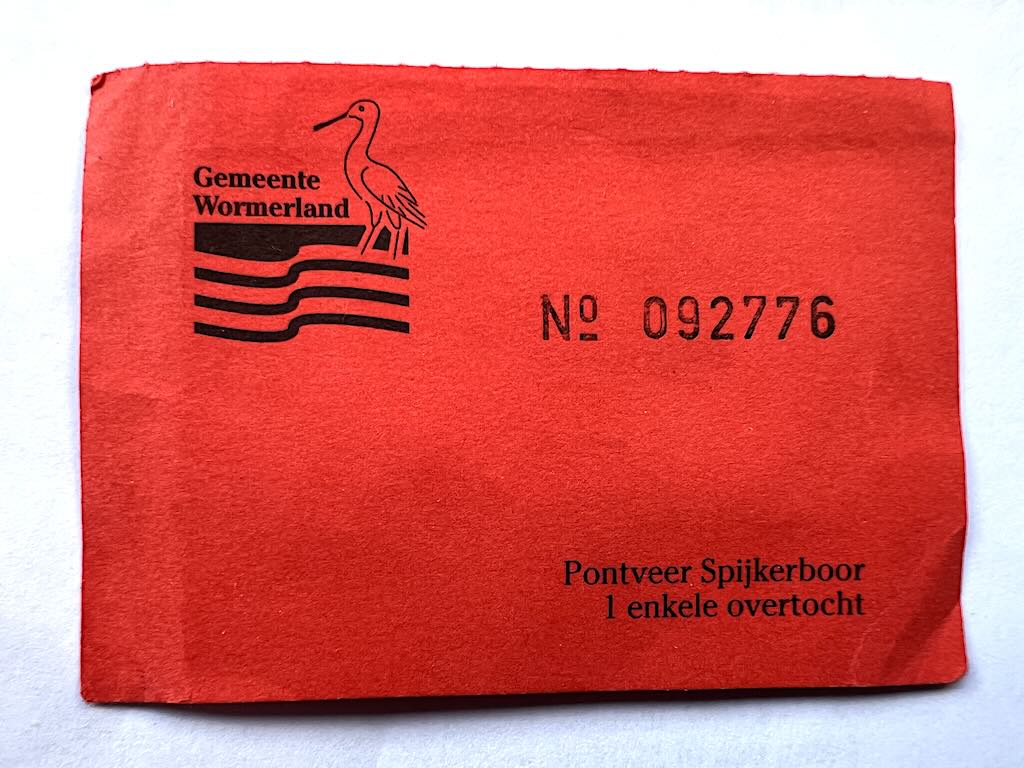 Gemeente
Wormerland
Nº 092776
Pontveer Spijkerboor
1 enkele overtocht